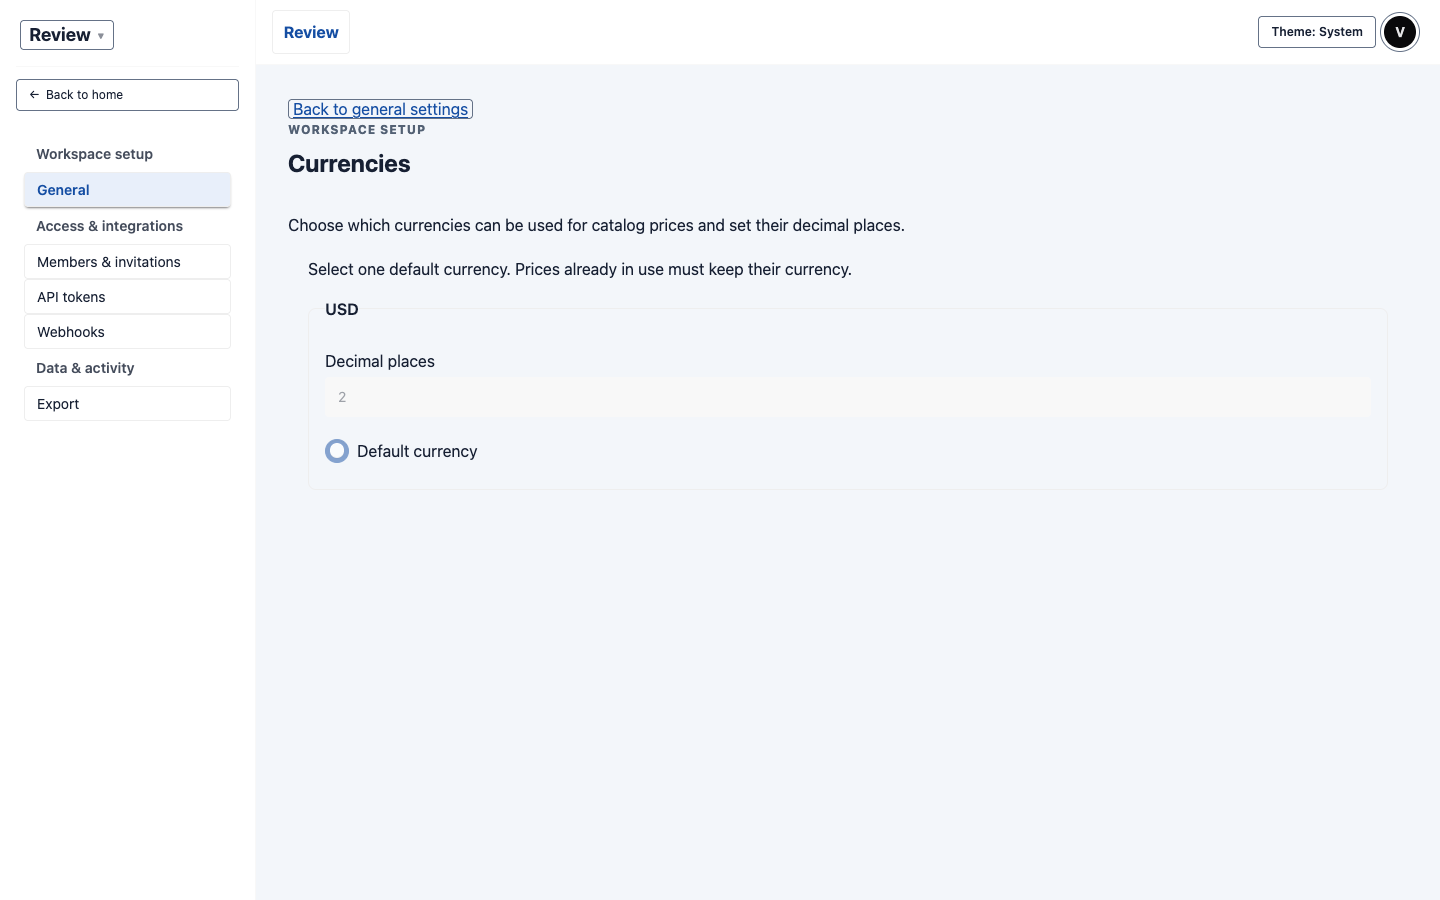 Review ▾
← Back to home
Workspace setup
General
Access & integrations
Members & invitations
API tokens
Webhooks
Data & activity
Export
Review
Theme: System
V
Back to general settings
WORKSPACE SETUP
Currencies
Choose which currencies can be used for catalog prices and set their decimal places.
Select one default currency. Prices already in use must keep their currency.
USD
Decimal places
2
Default currency